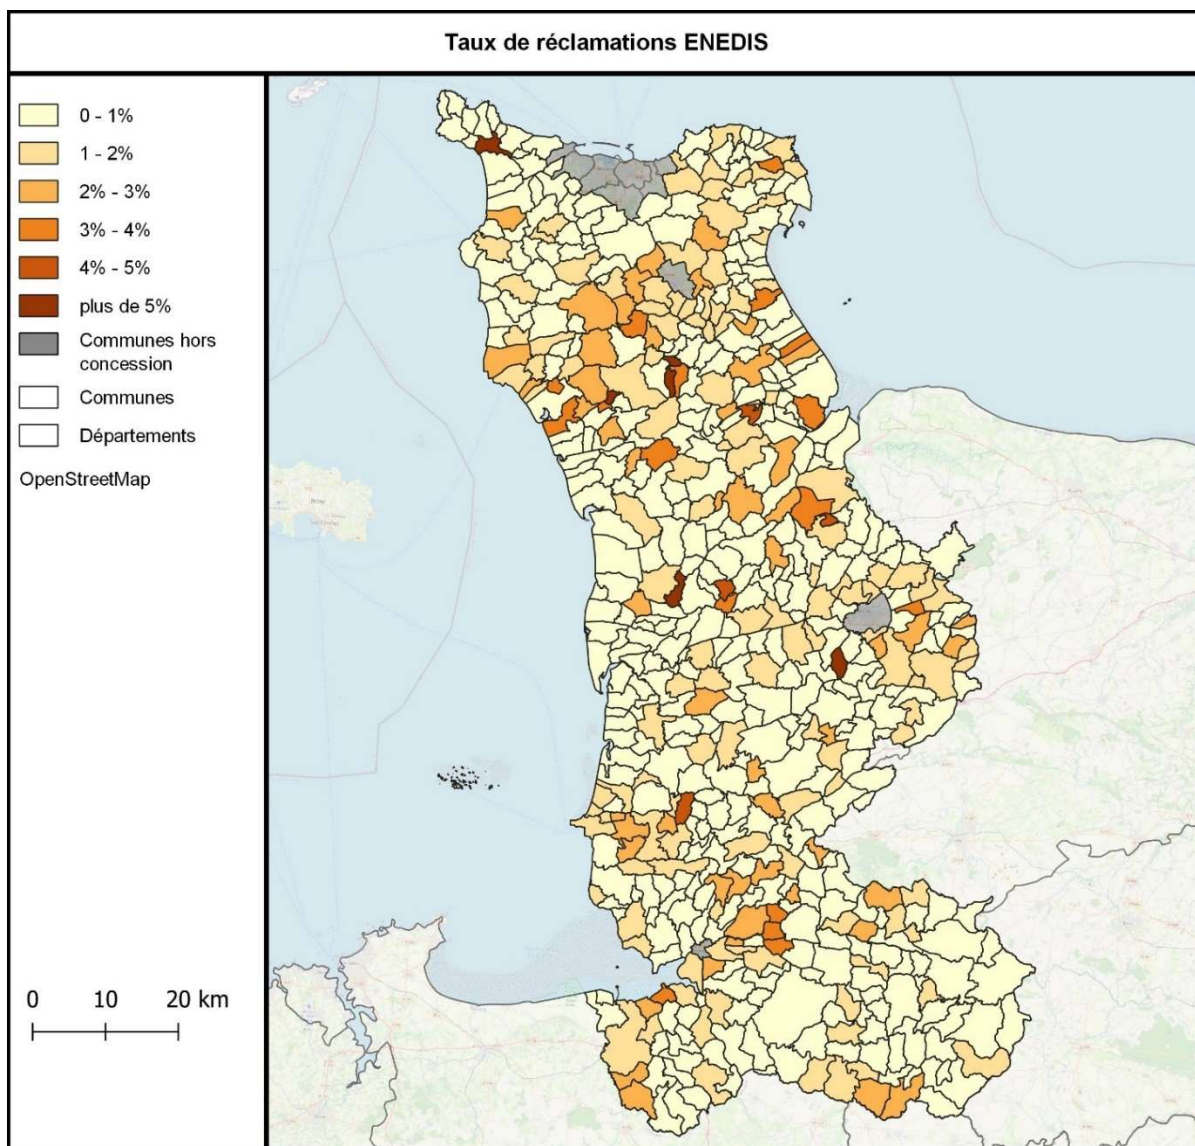 Taux de réclamations ENEDIS
0 - 1%
1 - 2%
2% - 3%
3% - 4%
4% - 5%
plus de 5%
Communes hors
concession
Communes
Départements
OpenStreetMap
0 10 20 km